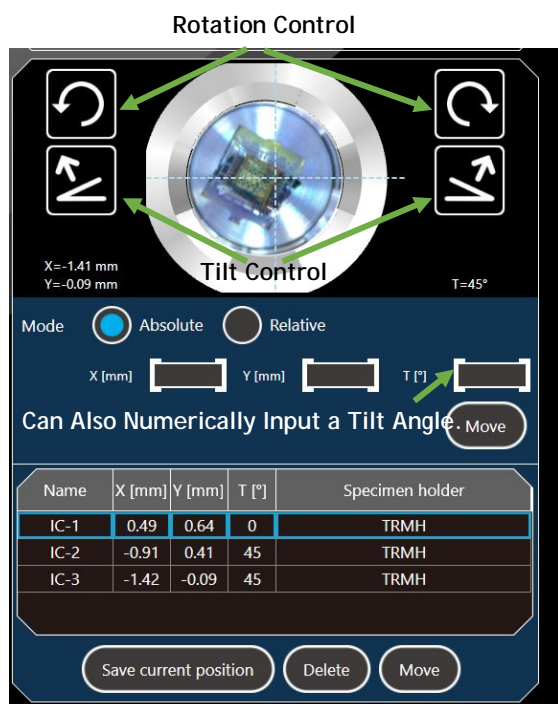 Rotation Control
X=-1.41 mm
Y=-0.09 mm
Tilt Control
T=45°
Mode Absolute Relative
X [mm] Y [mm] T [°]
Can Also Numerically Input a Tilt Angle.
Move
Name X [mm] Y [mm] T [°] Specimen holder
IC-1 0.49 0.64 0 TRMH
IC-2 -0.91 0.41 45 TRMH
IC-3 -1.42 -0.09 45 TRMH
Save current position Delete Move